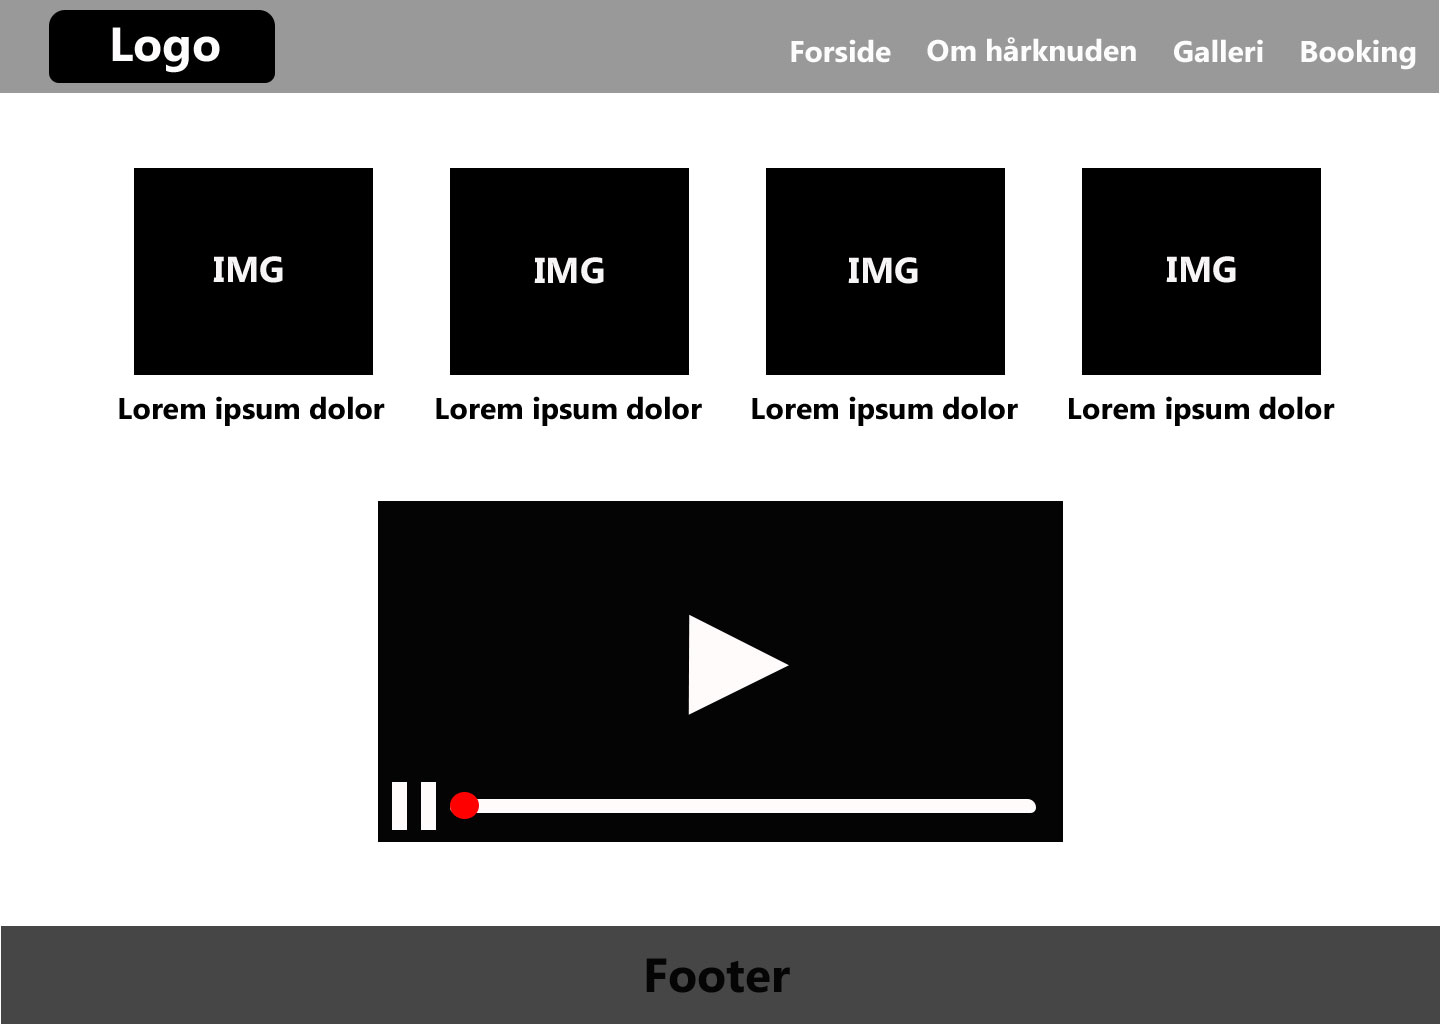 Logo
Forside Om hårknuden Galleri Booking
IMG IMG IMG IMG
Lorem ipsum dolor Lorem ipsum dolor Lorem ipsum dolor Lorem ipsum dolor
Footer